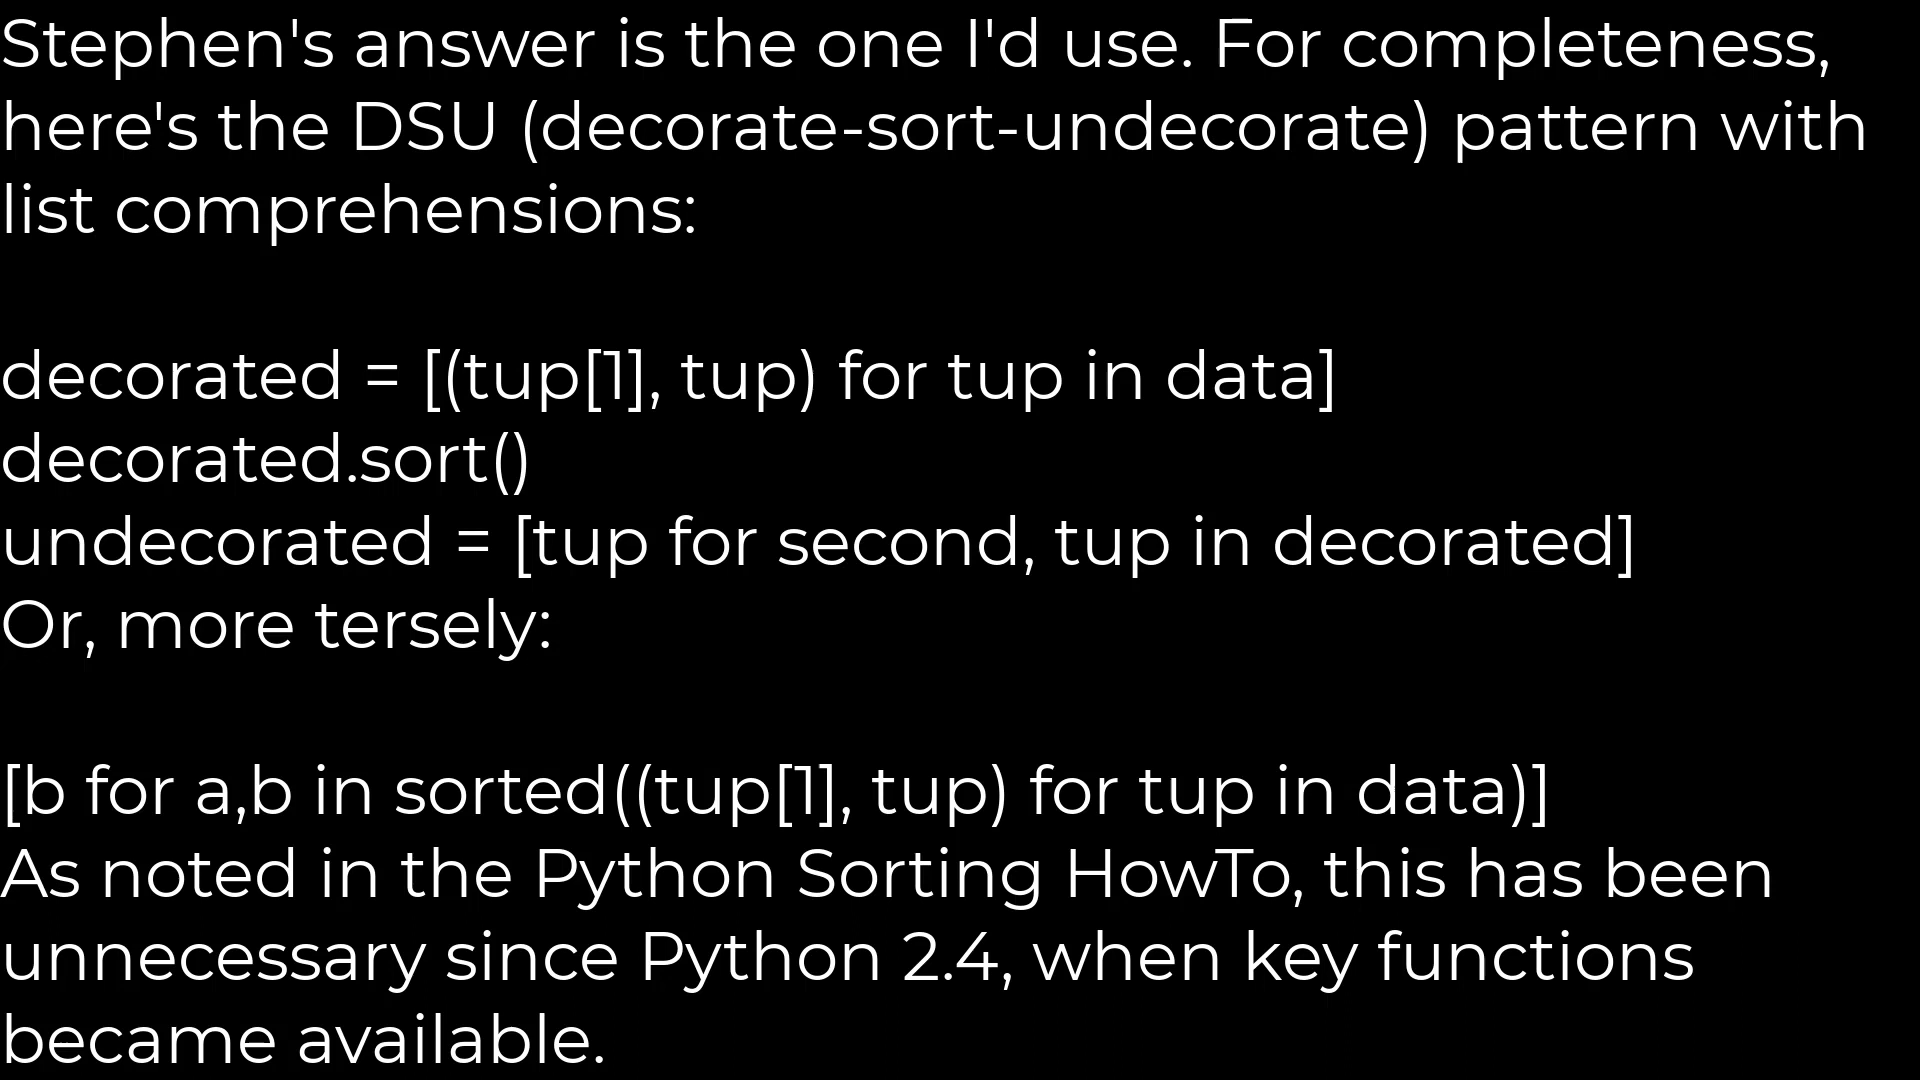 Stephen's answer is the one I'd use. For completeness,
here's the DSU (decorate-sort-undecorate) pattern with
list comprehensions:
decorated = [(tup[1], tup) for tup in data]
decorated.sort()
undecorated = [tup for second, tup in decorated]
Or, more tersely:
[b for a,b in sorted((tup[1], tup) for tup in data)]
As noted in the Python Sorting HowTo, this has been
unnecessary since Python 2.4, when key functions
became available.